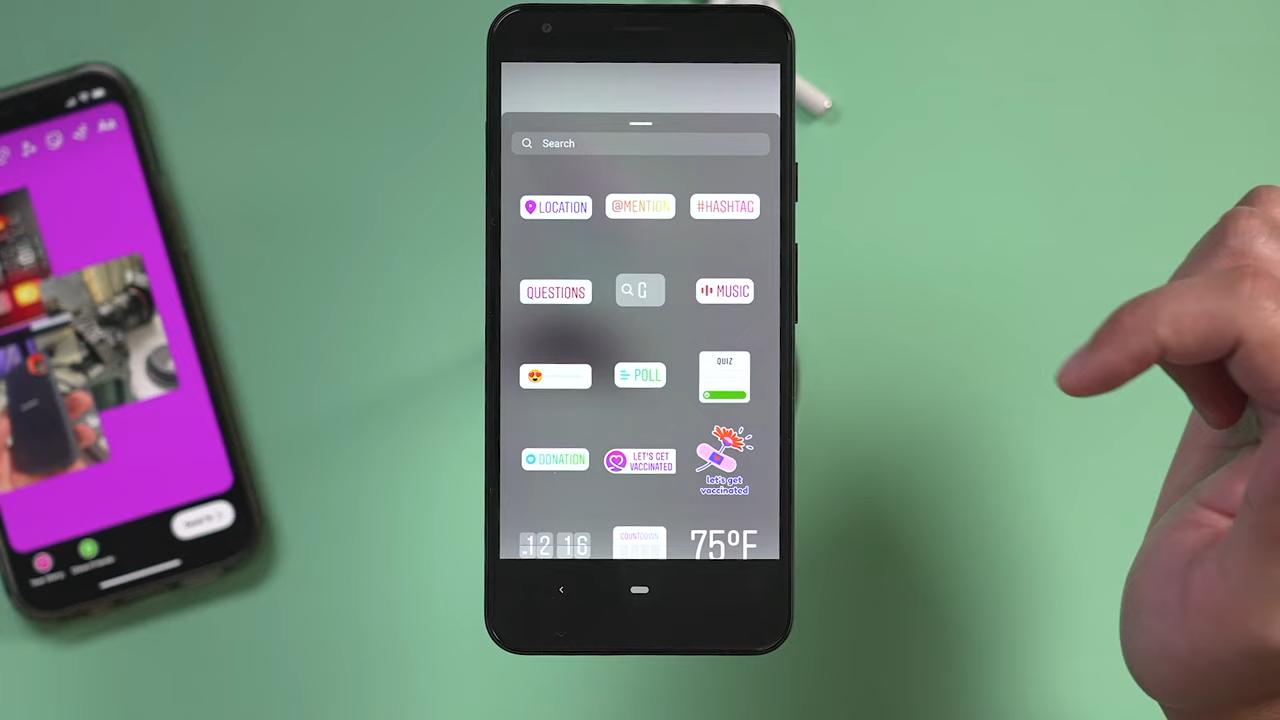 Aa
Search
LOCATION
@MENTION
#HASHTAG
QUESTIONS
G
MUSIC
POLL
QUIZ
DONATION
LET'S GET
VACCINATED
let's get
vaccinated
12 16
COUNTDOWN
75°F